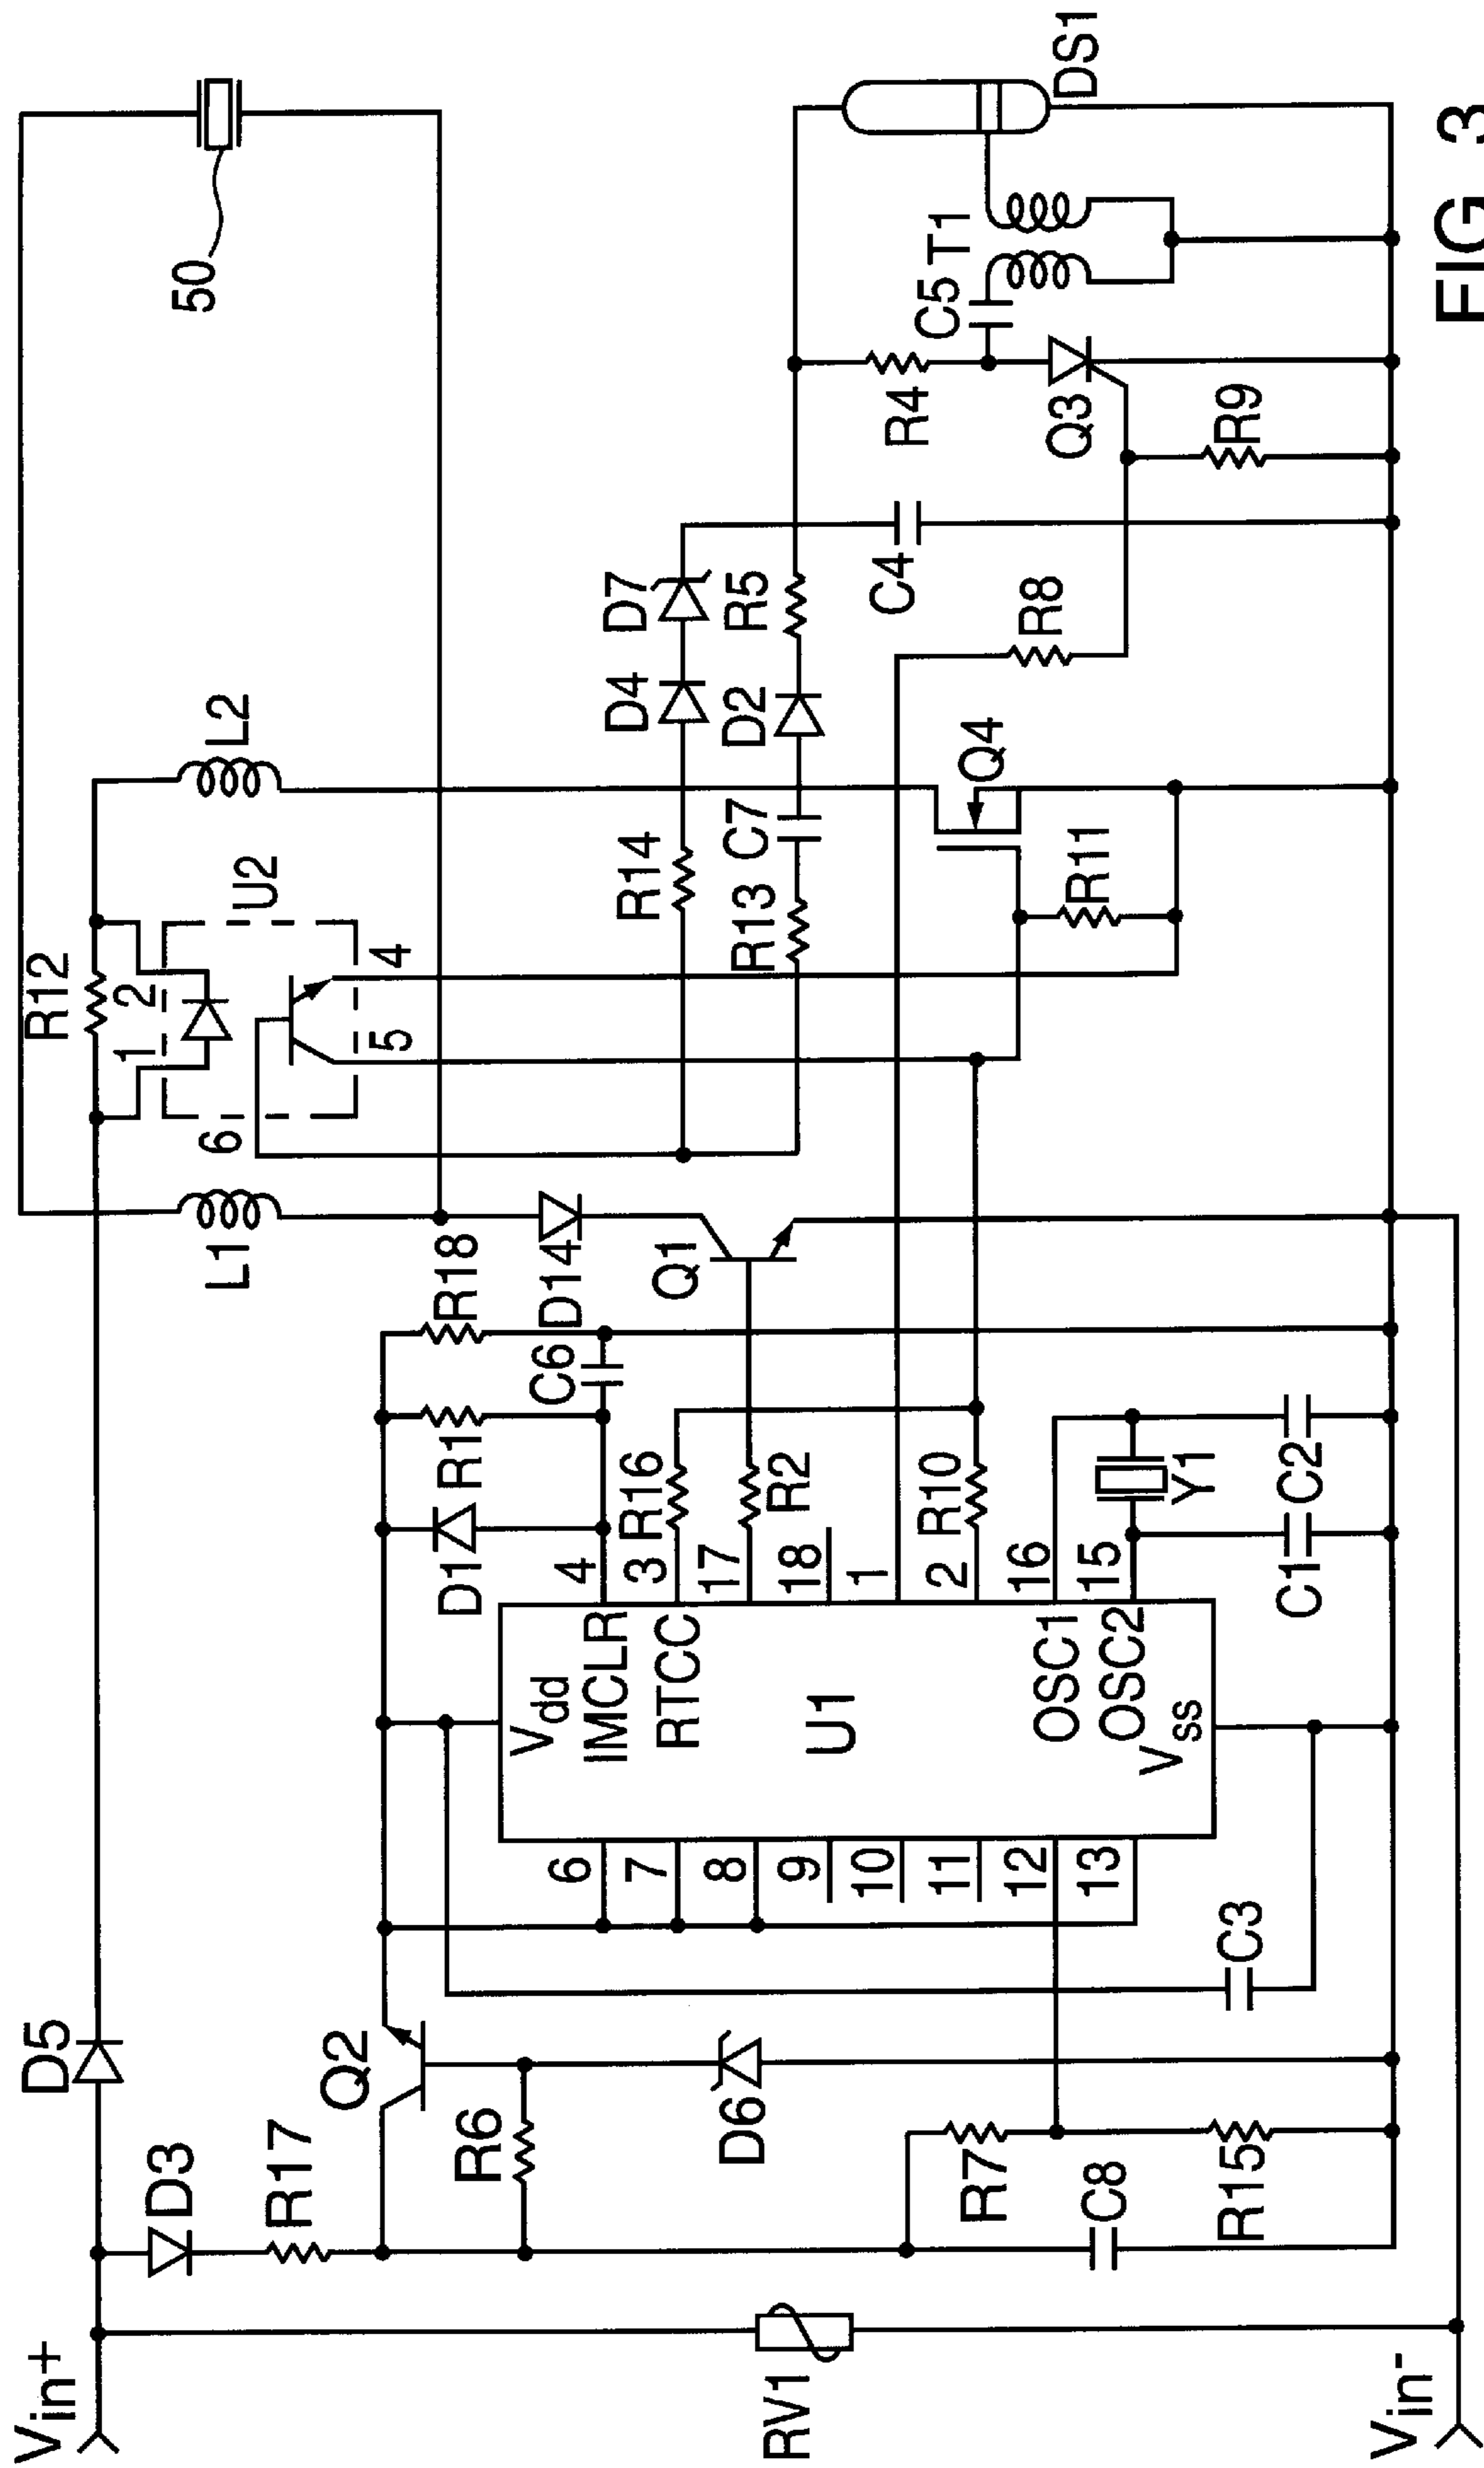 Vin+
D5
D3
R17
Q2
R6
D6
R7
C8
R15
RV1
Vin-
C3
6
7
8
9
10
11
12
13
Vdd
IMCLR
RTCC
U1
OSC1
OSC2
Vss
4
3
17
18
1
2
16
15
D1
R1
R18
C6
R16
R2
R10
Y1
C1
C2
L1
D14
Q1
R12
1
2
U2
6
5
4
L2
R14
R13
C7
D4
D7
D2
R5
Q4
R11
R8
C4
R4
Q3
R9
C5
T1
DS1
50
FIG 3